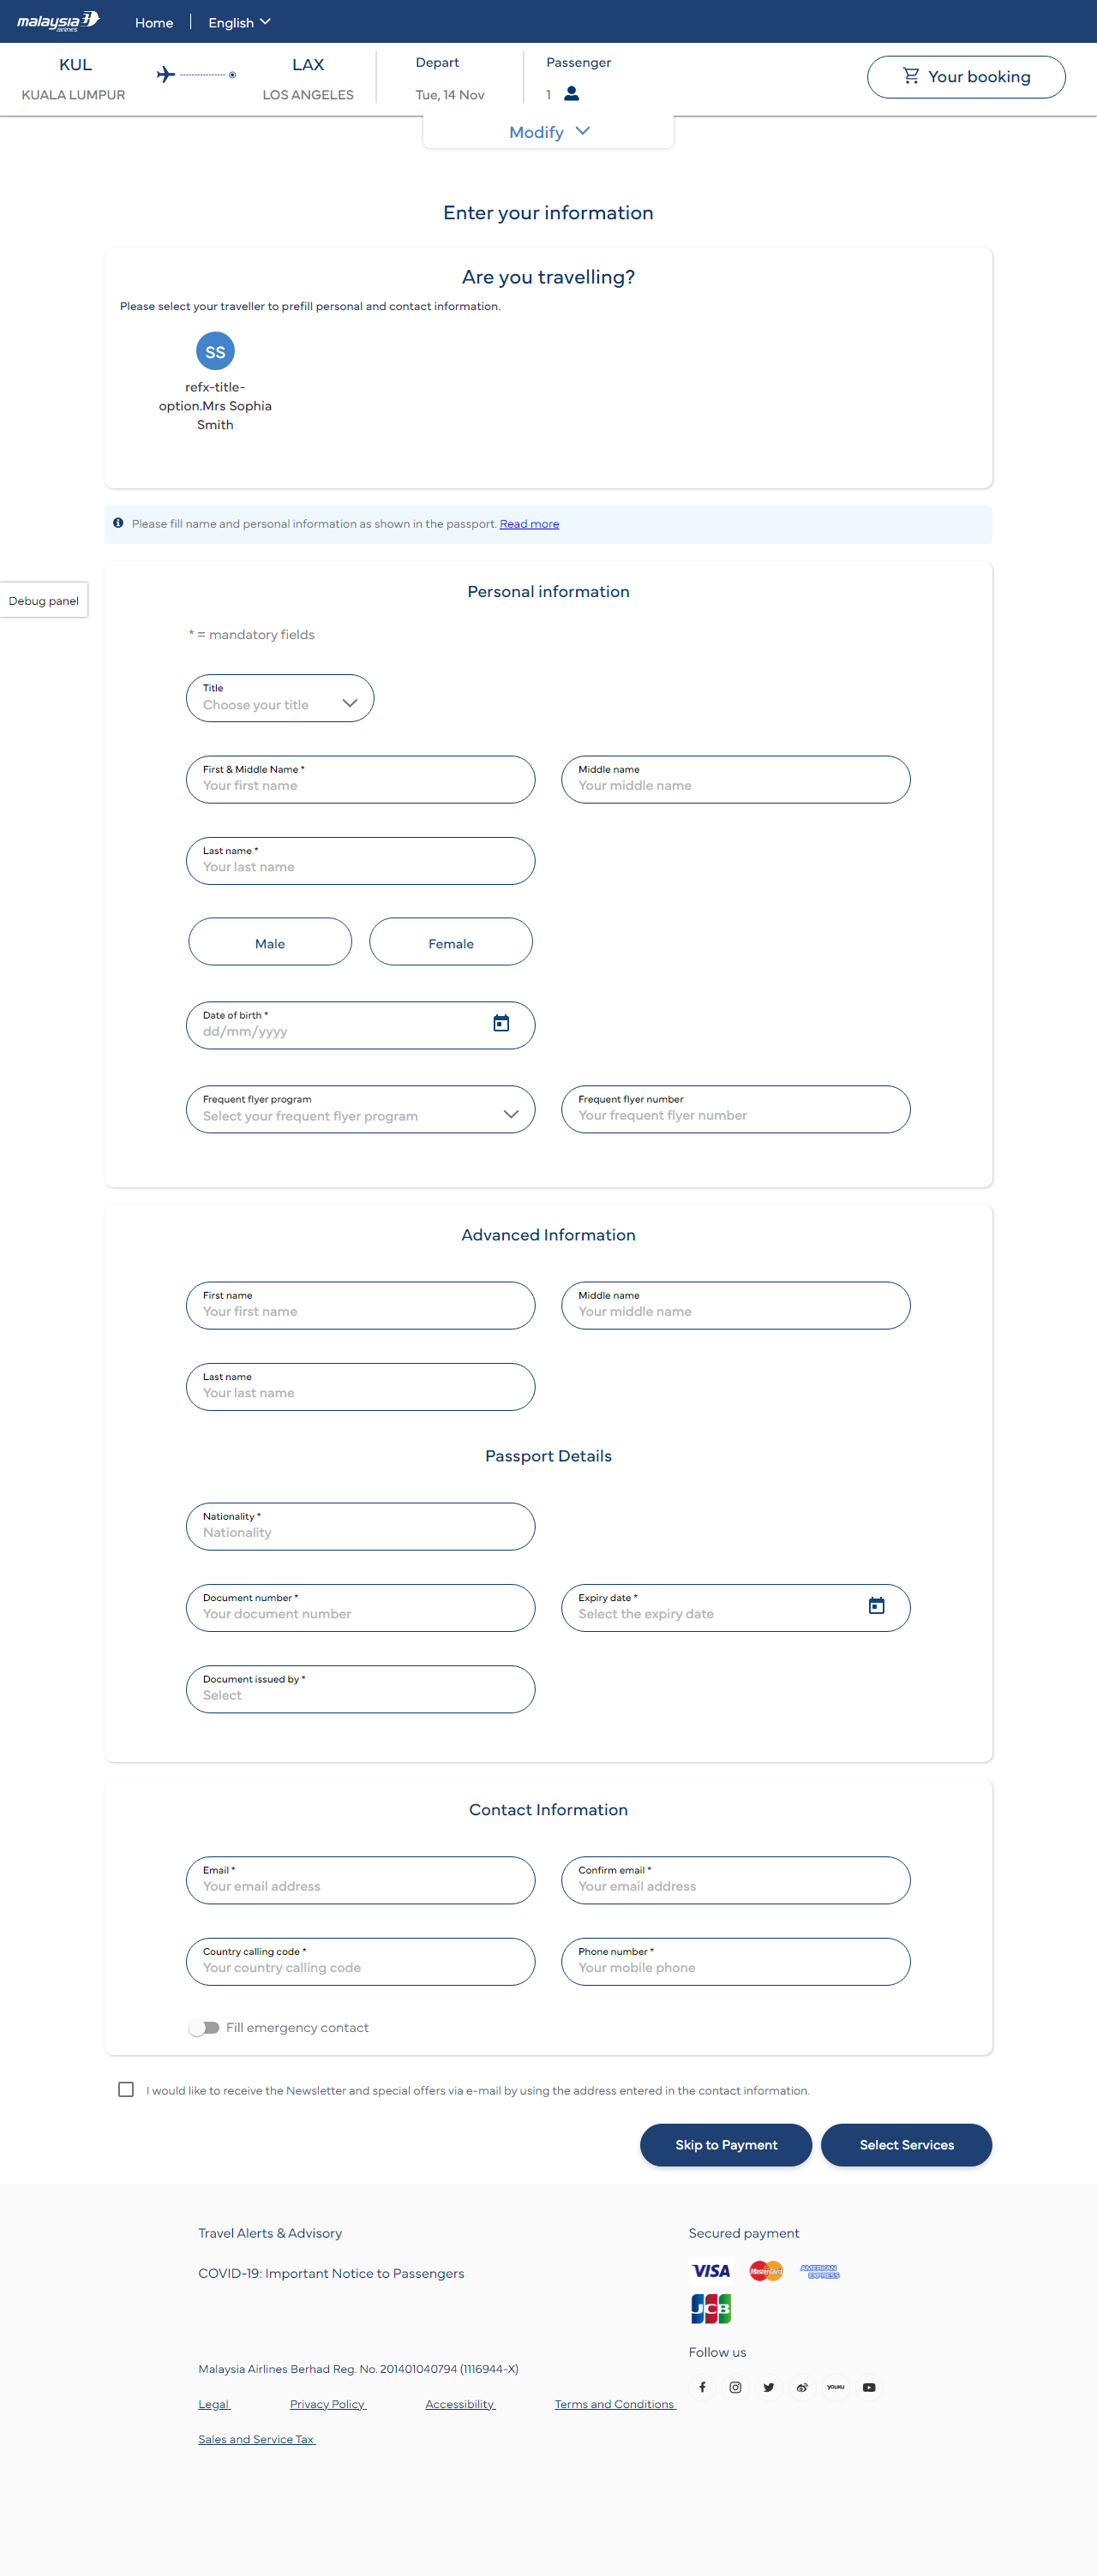 malaysia airlines Home English
KUL LAX Depart Passenger
KUALA LUMPUR LOS ANGELES Tue, 14 Nov 1
Your booking
Modify
Enter your information
Are you travelling?
Please select your traveller to prefill personal and contact information.
SS
refx-title-
option.Mrs Sophia
Smith
Please fill name and personal information as shown in the passport. Read more
Debug panel
Personal information
* = mandatory fields
Title
Choose your title
First & Middle Name * Middle name
Your first name Your middle name
Last name *
Your last name
Male Female
Date of birth *
dd/mm/yyyy
Frequent flyer program Frequent flyer number
Select your frequent flyer program Your frequent flyer number
Advanced Information
First name Middle name
Your first name Your middle name
Last name
Your last name
Passport Details
Nationality *
Nationality
Document number * Expiry date *
Your document number Select the expiry date
Document issued by *
Select
Contact Information
Email * Confirm email *
Your email address Your email address
Country calling code * Phone number *
Your country calling code Your mobile phone
Fill emergency contact
I would like to receive the Newsletter and special offers via e-mail by using the address entered in the contact information.
Skip to Payment Select Services
Travel Alerts & Advisory Secured payment
COVID-19: Important Notice to Passengers VISA MasterCard AMERICAN EXPRESS
JCB
Follow us
Malaysia Airlines Berhad Reg. No. 201401040794 (1116944-X)
YOUKU
Legal Privacy Policy Accessibility Terms and Conditions
Sales and Service Tax